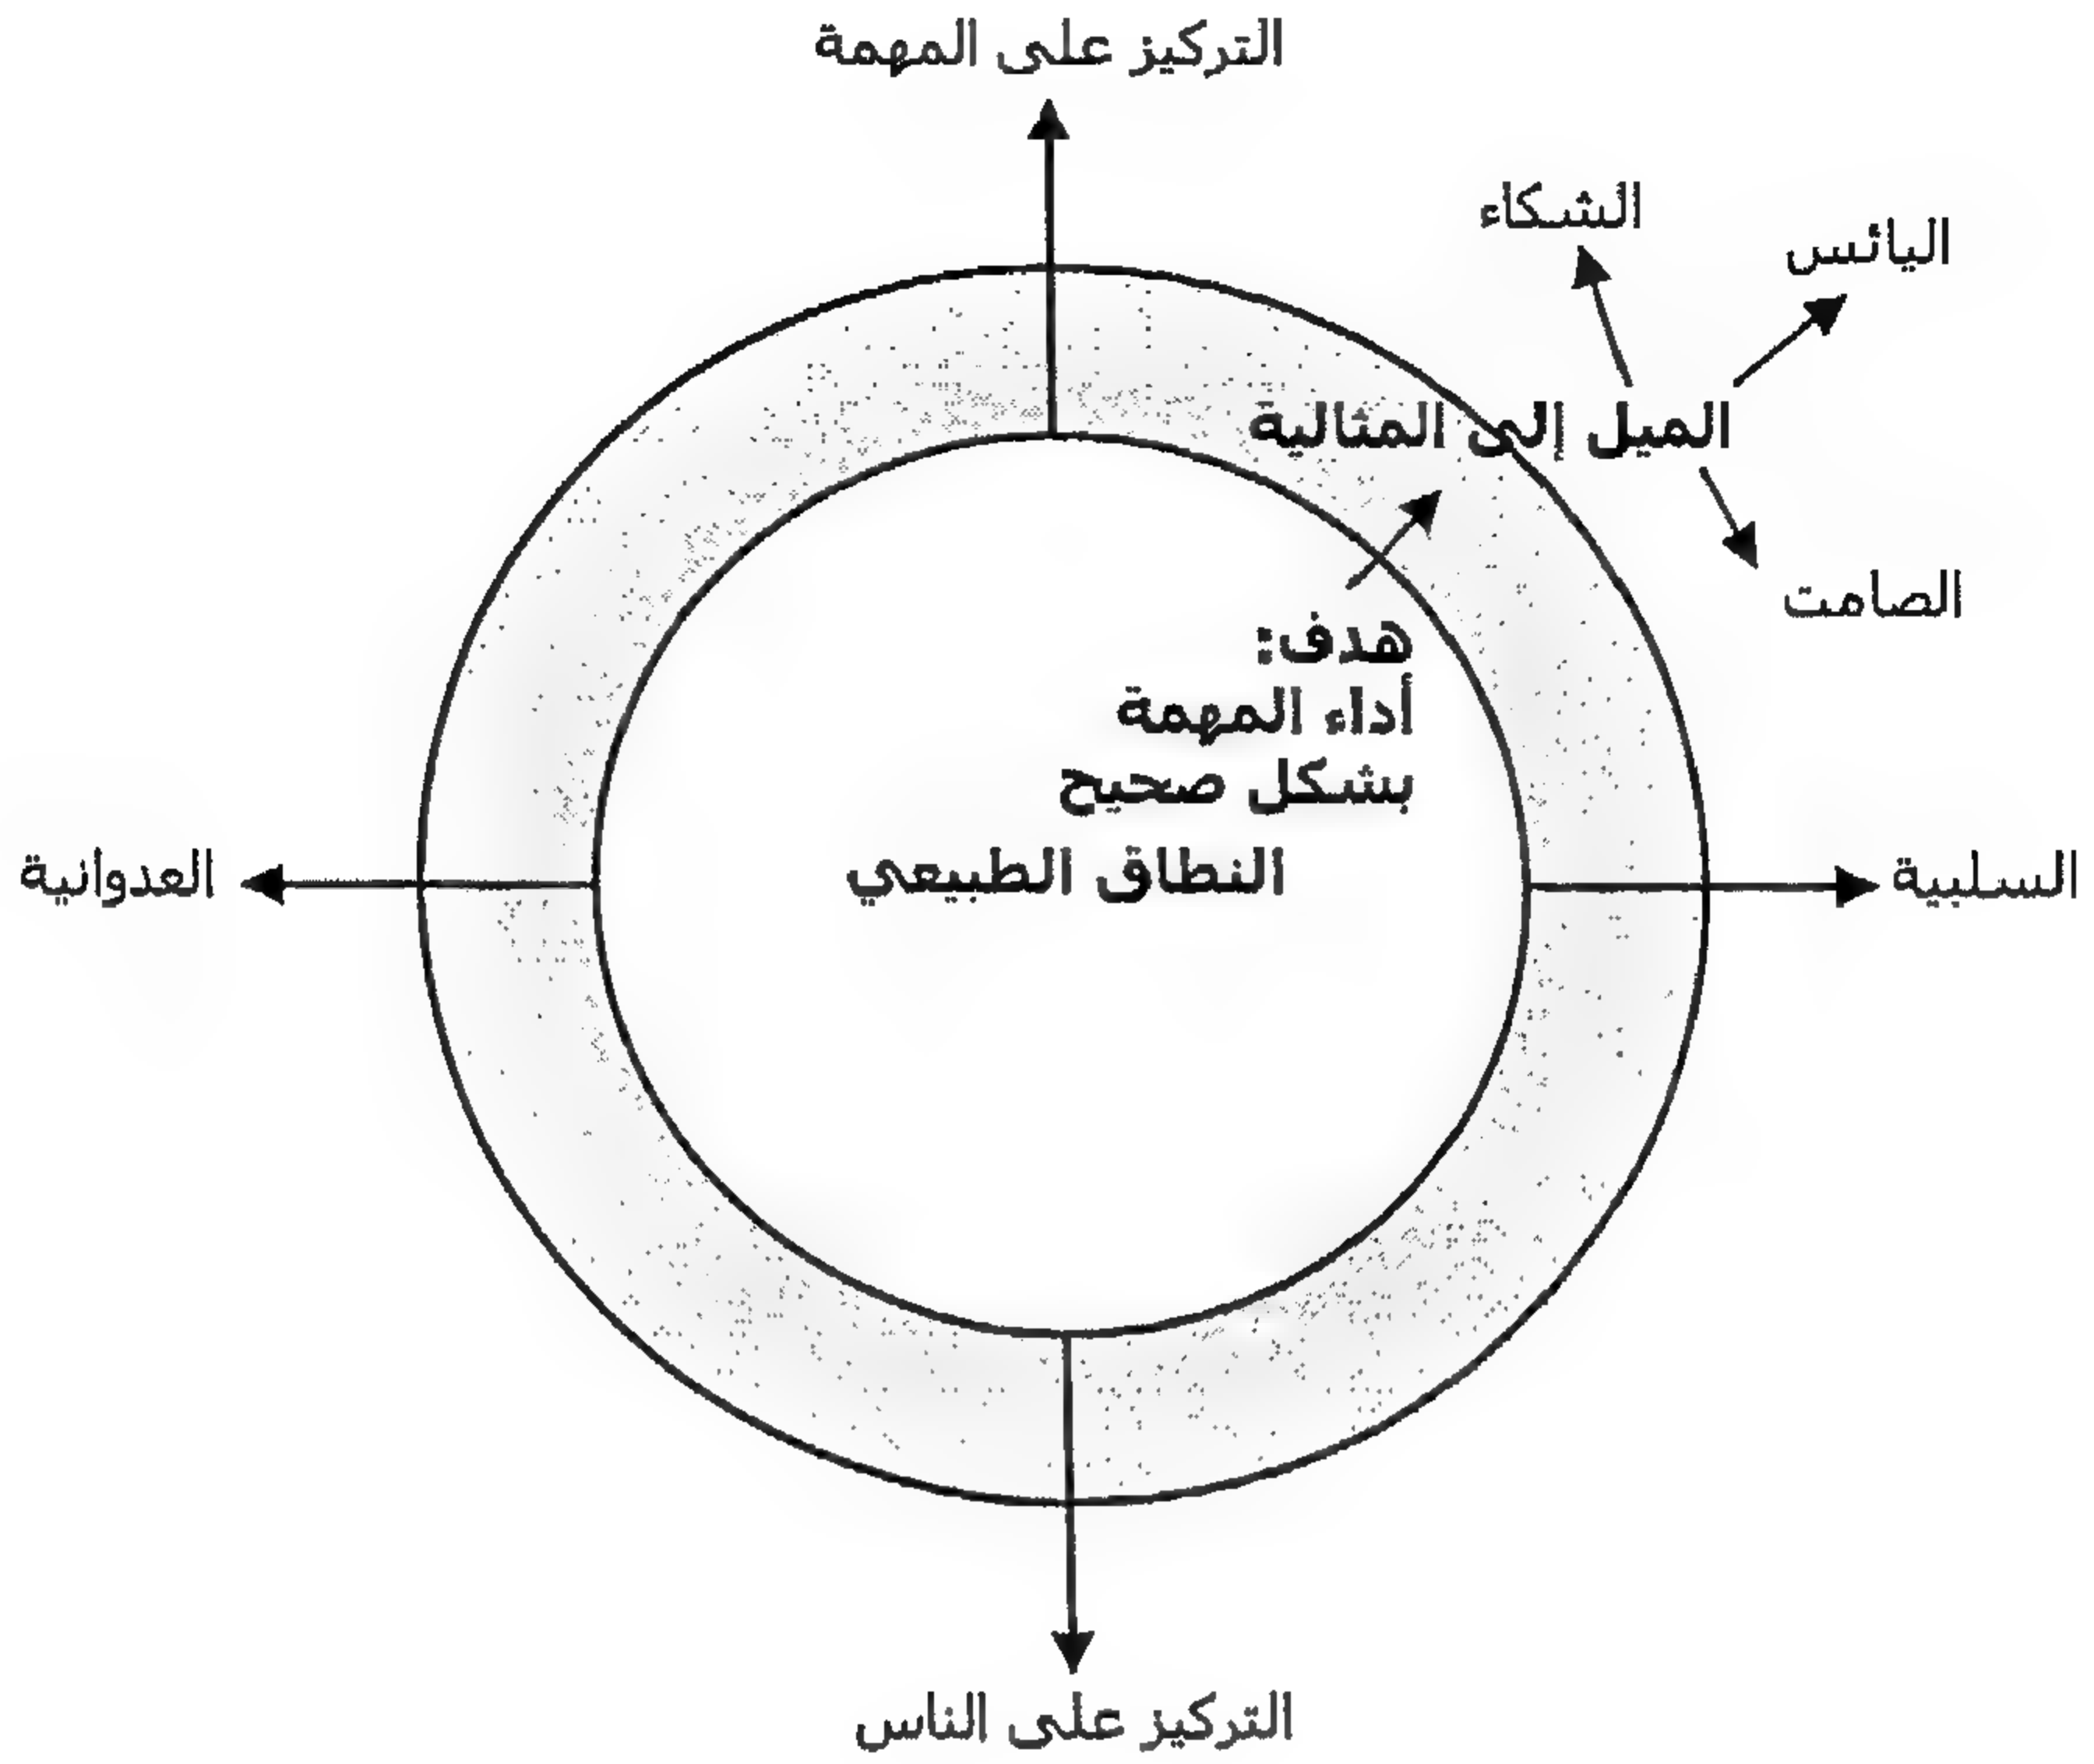 التركيز على المهمة
الشكاء
اليائس
الميل إلى المثالية
الصامت
هدف:
أداء المهمة
بشكل صحيح
النطاق الطبيعي
السلبية
العدوانية
التركيز على الناس